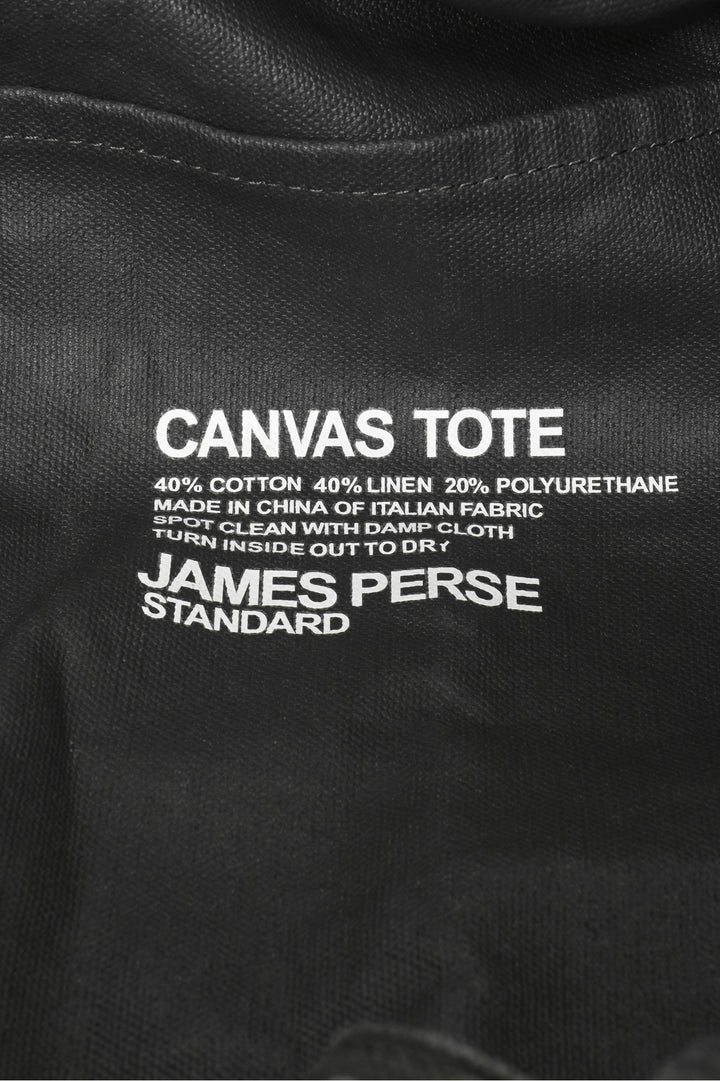 CANVAS TOTE
40% COTTON 40% LINEN 20% POLYURETHANE
MADE IN CHINA OF ITALIAN FABRIC
SPOT CLEAN WITH DAMP CLOTH
TURN INSIDE OUT TO DRY
JAMES PERSE
STANDARD